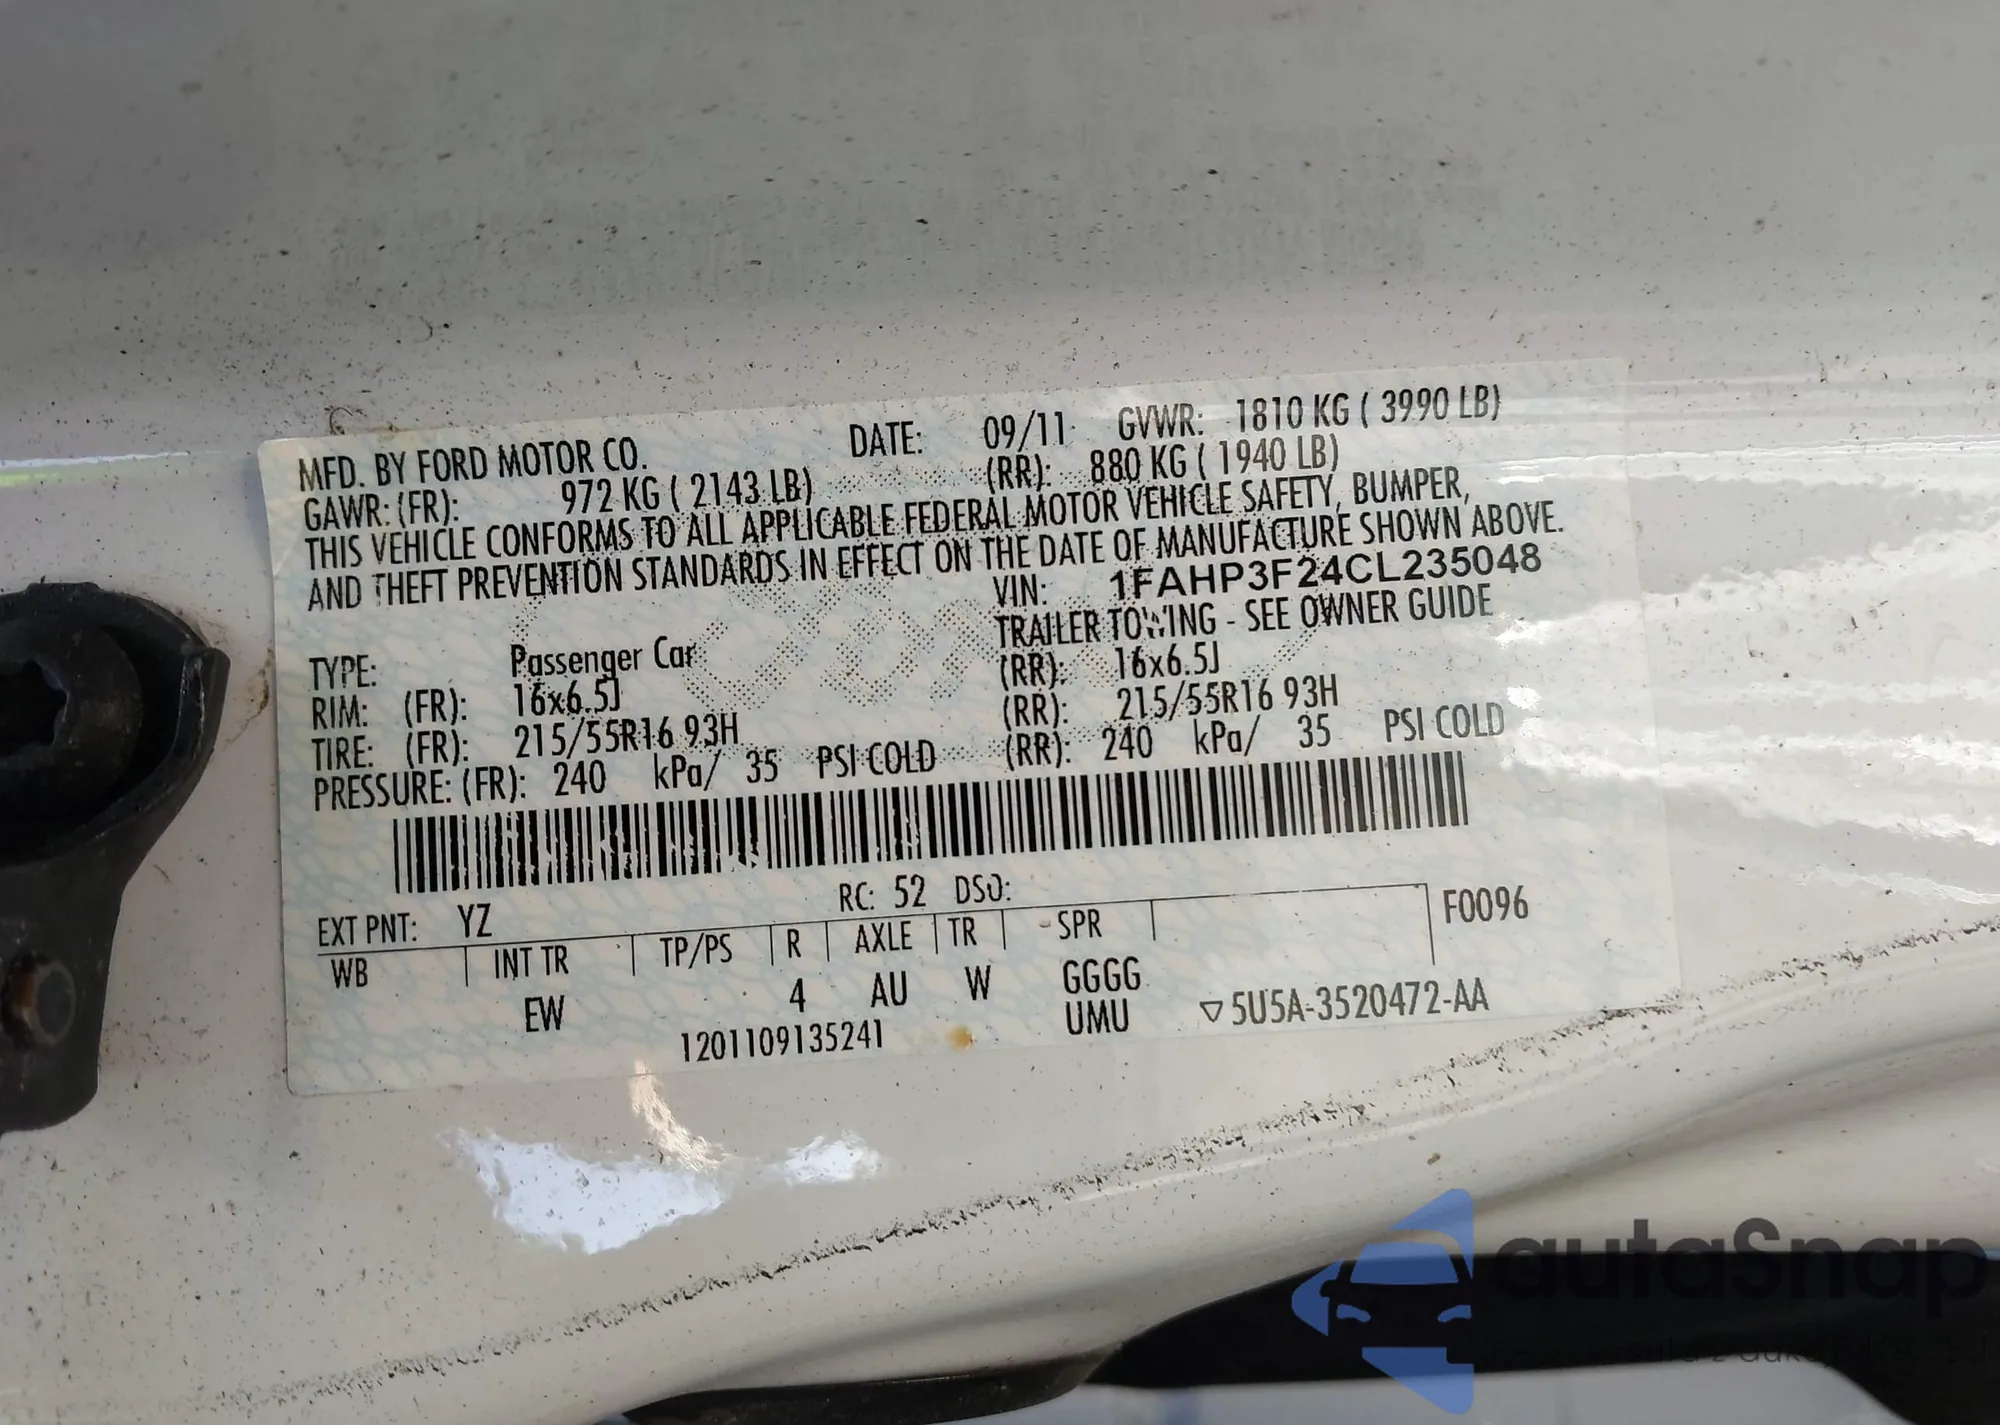 MFD. BY FORD MOTOR CO. DATE: 09/11 GVWR: 1810 KG ( 3990 LB)
GAWR: (FR): 972 KG ( 2143 LB) (RR): 880 KG ( 1940 LB)
THIS VEHICLE CONFORMS TO ALL APPLICABLE FEDERAL MOTOR VEHICLE SAFETY, BUMPER,
AND THEFT PREVENTION STANDARDS IN EFFECT ON THE DATE OF MANUFACTURE SHOWN ABOVE.
VIN: 1FAHP3F24CL235048
TRAILER TOWING - SEE OWNER GUIDE
TYPE: Passenger Car
RIM: (FR): 16x6.5J (RR): 16x6.5J
TIRE: (FR): 215/55R16 93H (RR): 215/55R16 93H
PRESSURE: (FR): 240 kPa/ 35 PSI COLD (RR): 240 kPa/ 35 PSI COLD
EXT PNT: YZ RC: 52 DSO: F0096
WB INT TR TP/PS R AXLE TR SPR
EW 4 AU W GGGG
UMU ▽5U5A-3520472-AA
1201109135241
autaSnap